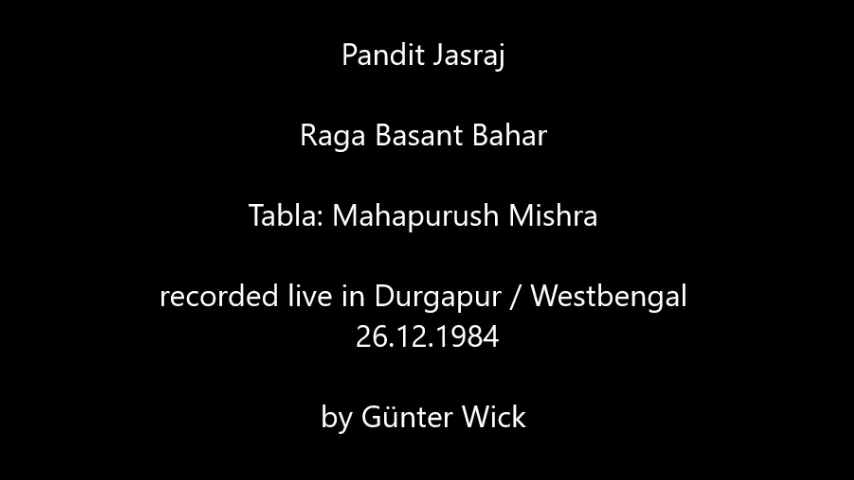 Pandit Jasraj
Raga Basant Bahar
Tabla: Mahapurush Mishra
recorded live in Durgapur / Westbengal
26.12.1984
by Günter Wick